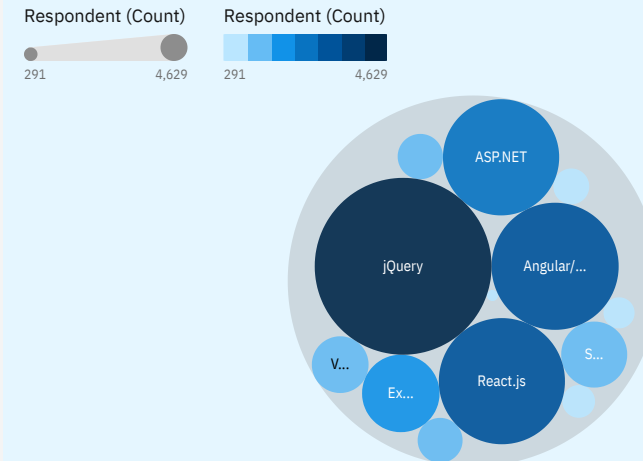 Respondent (Count)
291 4,629
Respondent (Count)
291 4,629
ASP.NET
jQuery
Angular/...
S...
V...
React.js
Ex...